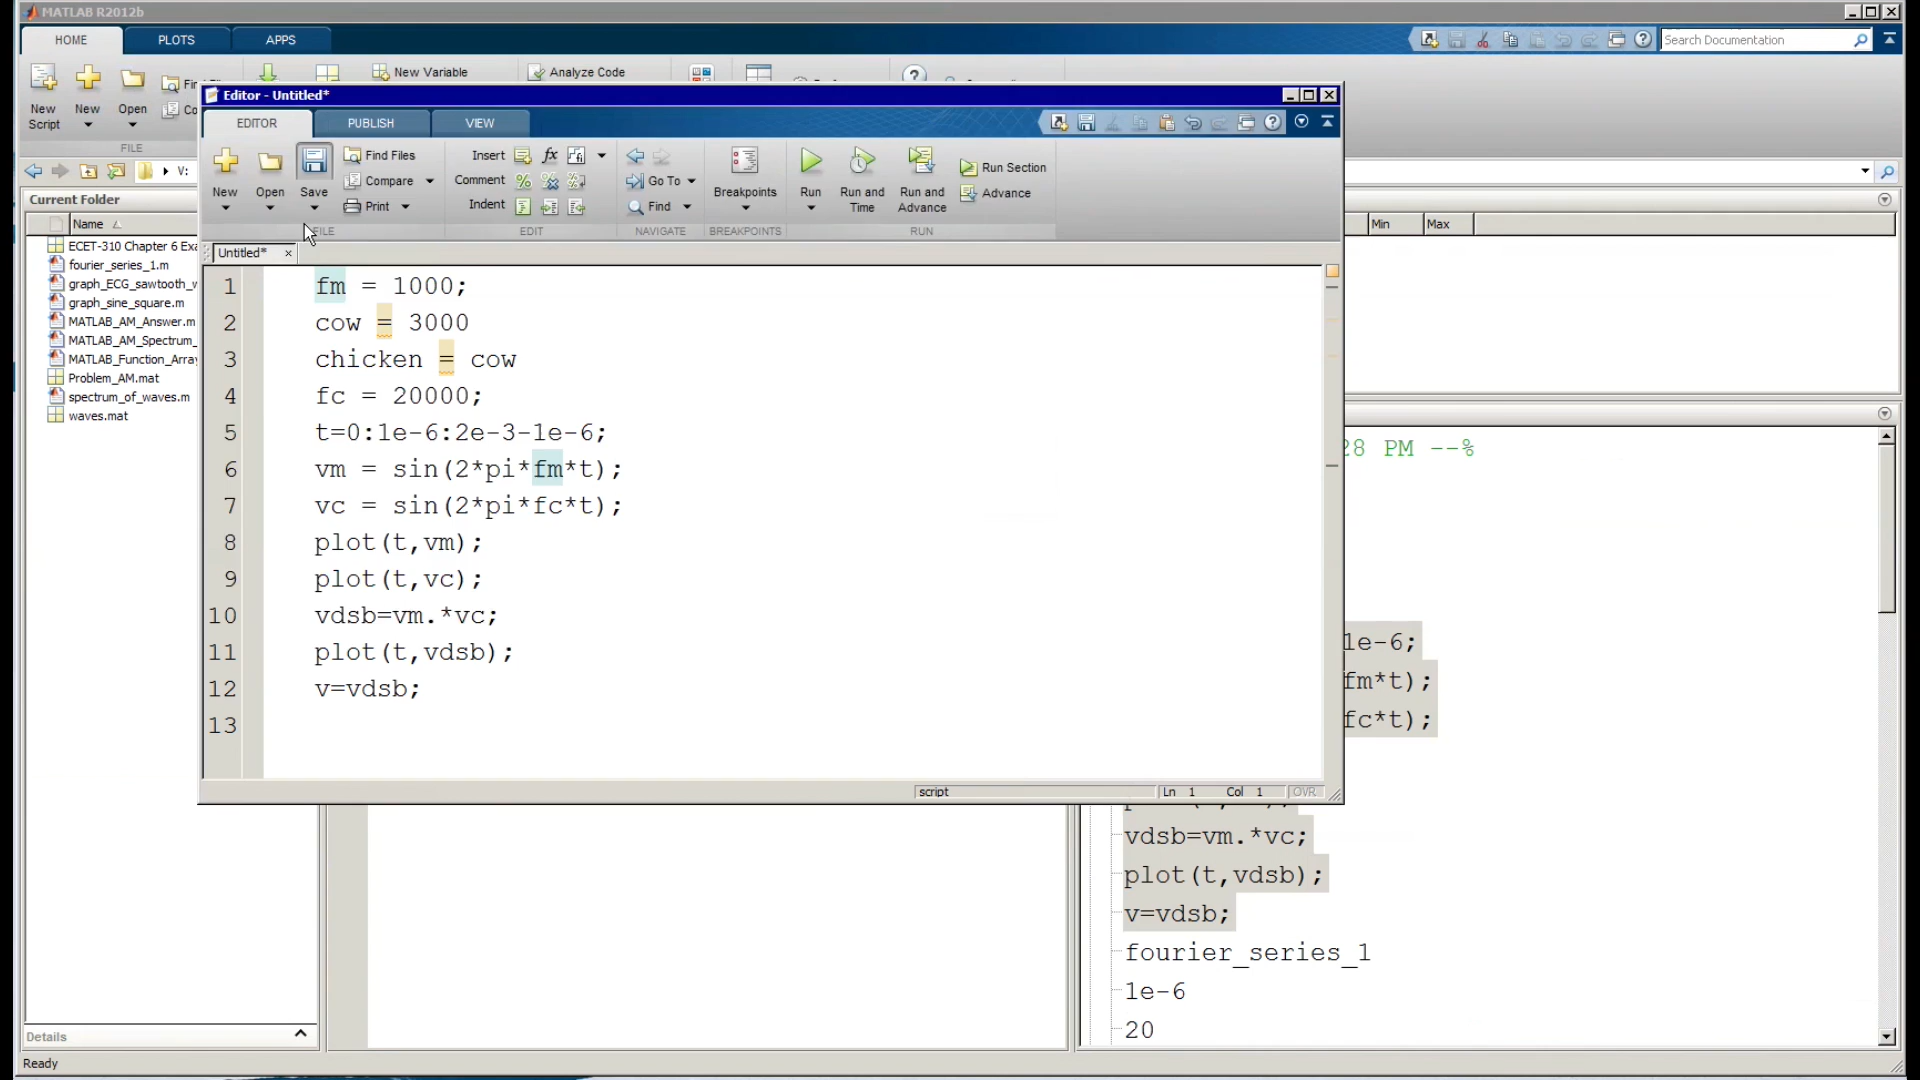 MATLAB R2012b
HOME
PLOTS
APPS
Search Documentation
New Script
New
Open
New Variable
Analyze Code
FILE
V:
Editor - Untitled*
EDITOR
PUBLISH
VIEW
New
Open
Save
Find Files
Compare
Print
Insert
Comment
Indent
fx
Go To
Find
Breakpoints
Run
Run and Time
Run and Advance
Run Section
Advance
FILE
EDIT
NAVIGATE
BREAKPOINTS
RUN
Untitled*
1 fm = 1000;
2 cow = 3000
3 chicken = cow
4 fc = 20000;
5 t=0:1e-6:2e-3-1e-6;
6 vm = sin(2*pi*fm*t);
7 vc = sin(2*pi*fc*t);
8 plot(t,vm);
9 plot(t,vc);
10 vdsb=vm.*vc;
11 plot(t,vdsb);
12 v=vdsb;
13
script
Ln 1 Col 1
OVR
Current Folder
Name
ECET-310 Chapter 6 Exa
fourier_series_1.m
graph_ECG_sawtooth_w
graph_sine_square.m
MATLAB_AM_Answer.m
MATLAB_AM_Spectrum_
MATLAB_Function_Array
Problem_AM.mat
spectrum_of_waves.m
waves.mat
Details
Ready
Min
Max
28 PM --%
1e-6;
fm*t);
fc*t);
vdsb=vm.*vc;
plot(t,vdsb);
v=vdsb;
fourier_series_1
1e-6
20